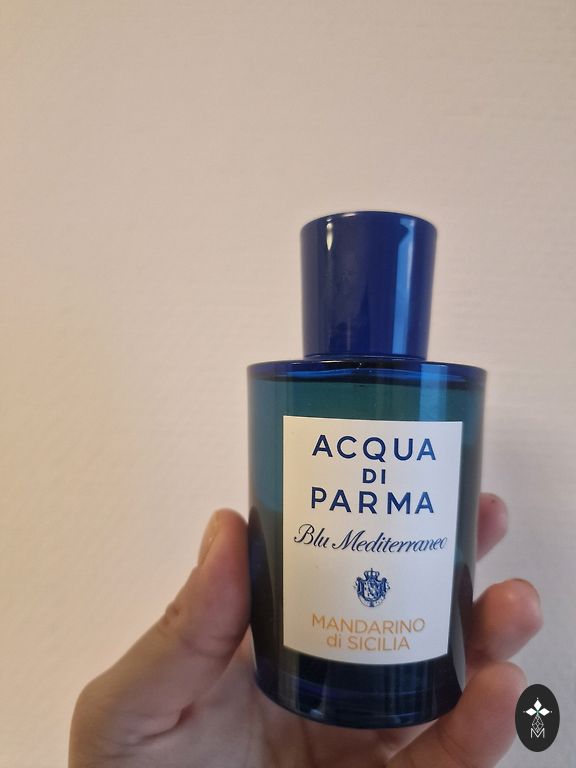 ACQUA
DI
PARMA
Blu Mediterraneo
MANDARINO
di SICILIA